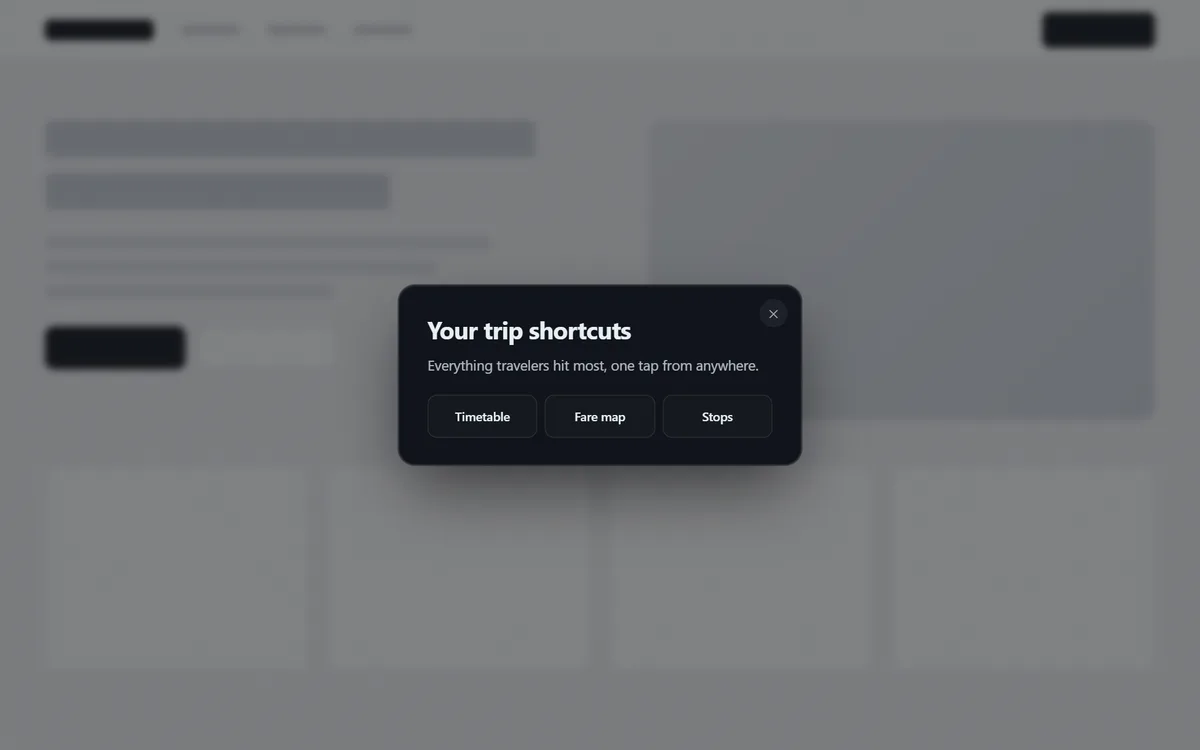 Your trip shortcuts
Everything travelers hit most, one tap from anywhere.
Timetable
Fare map
Stops